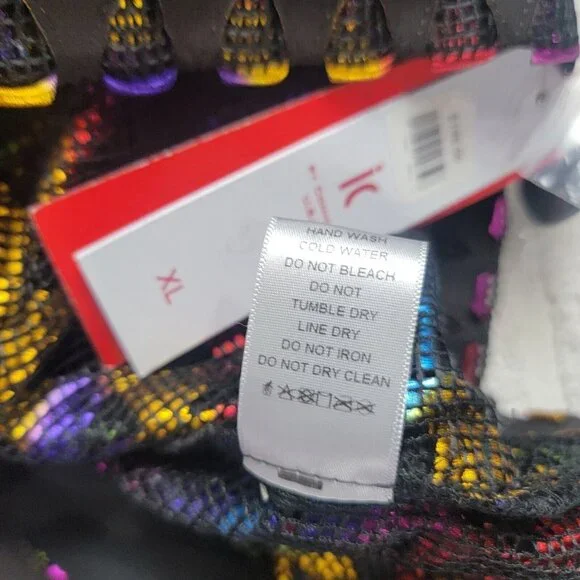 ic
XL
HAND WASH
COLD WATER
DO NOT BLEACH
DO NOT
TUMBLE DRY
LINE DRY
DO NOT IRON
DO NOT DRY CLEAN